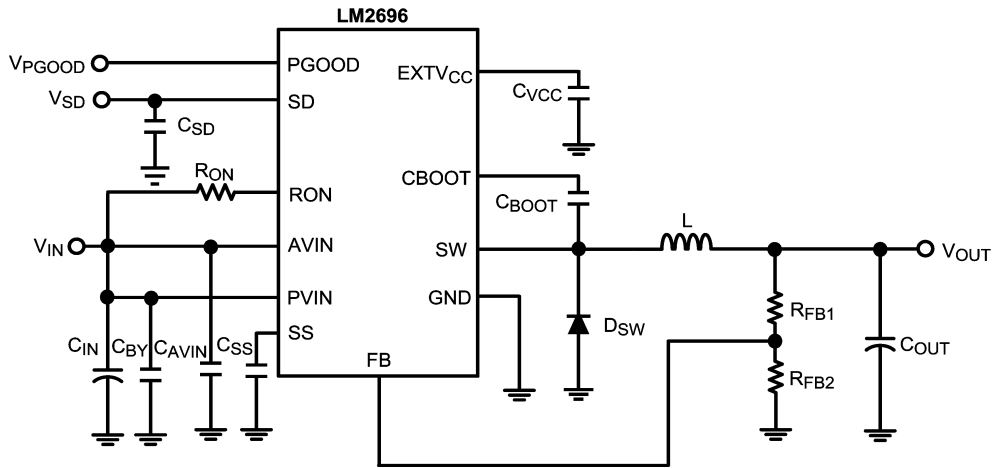 LM2696
VPGOOD
PGOOD
EXTVCC
CVCC
VSD
SD
CSD
RON
RON
CBOOT
CBOOT
L
VIN
AVIN
SW
VOUT
PVIN
GND
RFB1
DSW
SS
CIN
CBY
CAVIN
CSS
FB
COUT
RFB2